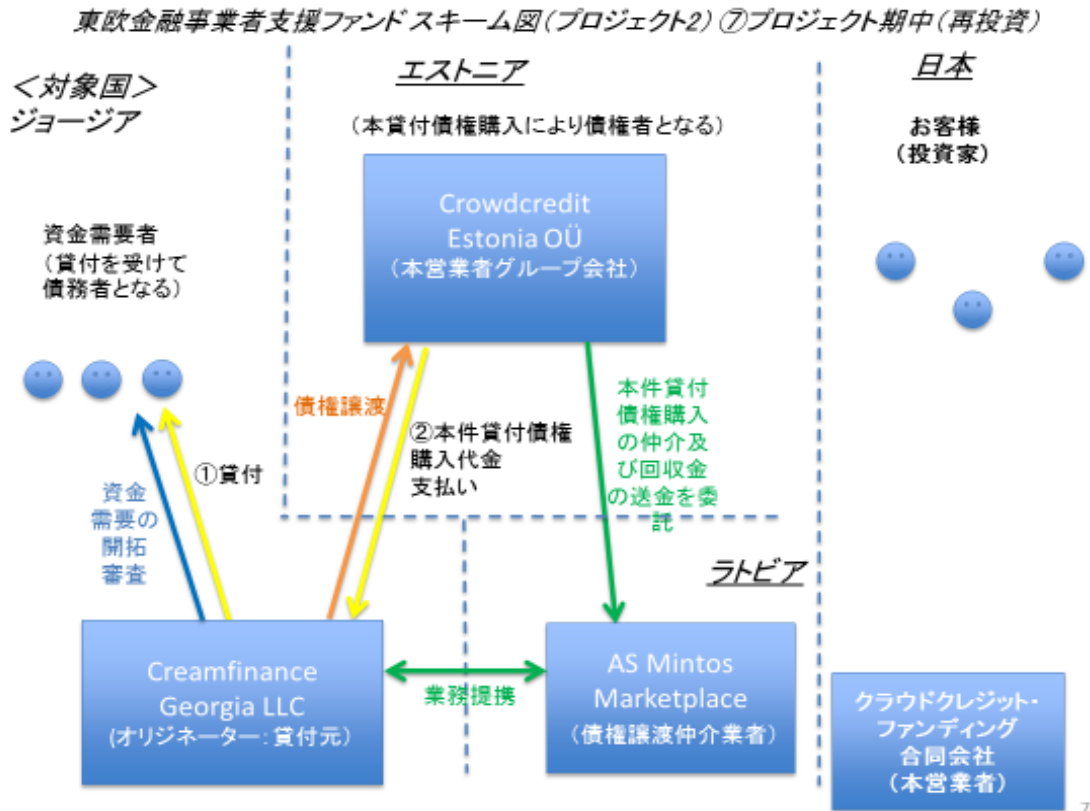 東欧金融事業者支援ファンド スキーム図(プロジェクト2) ⑦プロジェクト期中(再投資)
＜対象国＞
ジョージア
エストニア
日本
(本貸付債権購入により債権者となる)
お客様
(投資家)
Crowdcredit
Estonia OÜ
(本営業者グループ会社)
資金需要者
(貸付を受けて
債務者となる)
債権譲渡
②本件貸付債権
購入代金
支払い
本件貸付
債権購入
の仲介及
び回収金
の送金を委
託
①貸付
資金
需要の
開拓
審査
ラトビア
Creamfinance
Georgia LLC
(オリジネーター：貸付元)
業務提携
AS Mintos
Marketplace
(債権譲渡仲介業者)
クラウドクレジット・
ファンディング
合同会社
(本営業者)